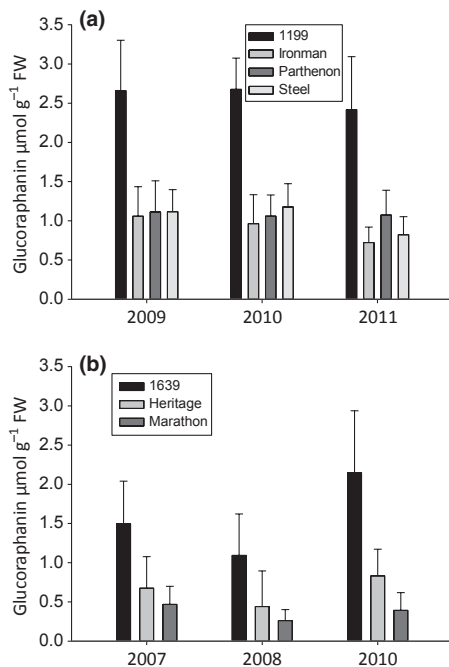 (a)
1199
Ironman
Parthenon
Steel
Glucoraphanin µmol g⁻¹ FW
3.5
3.0
2.5
2.0
1.5
1.0
0.5
0.0
2009 2010 2011
(b)
1639
Heritage
Marathon
Glucoraphanin µmol g⁻¹ FW
3.5
3.0
2.5
2.0
1.5
1.0
0.5
0.0
2007 2008 2010